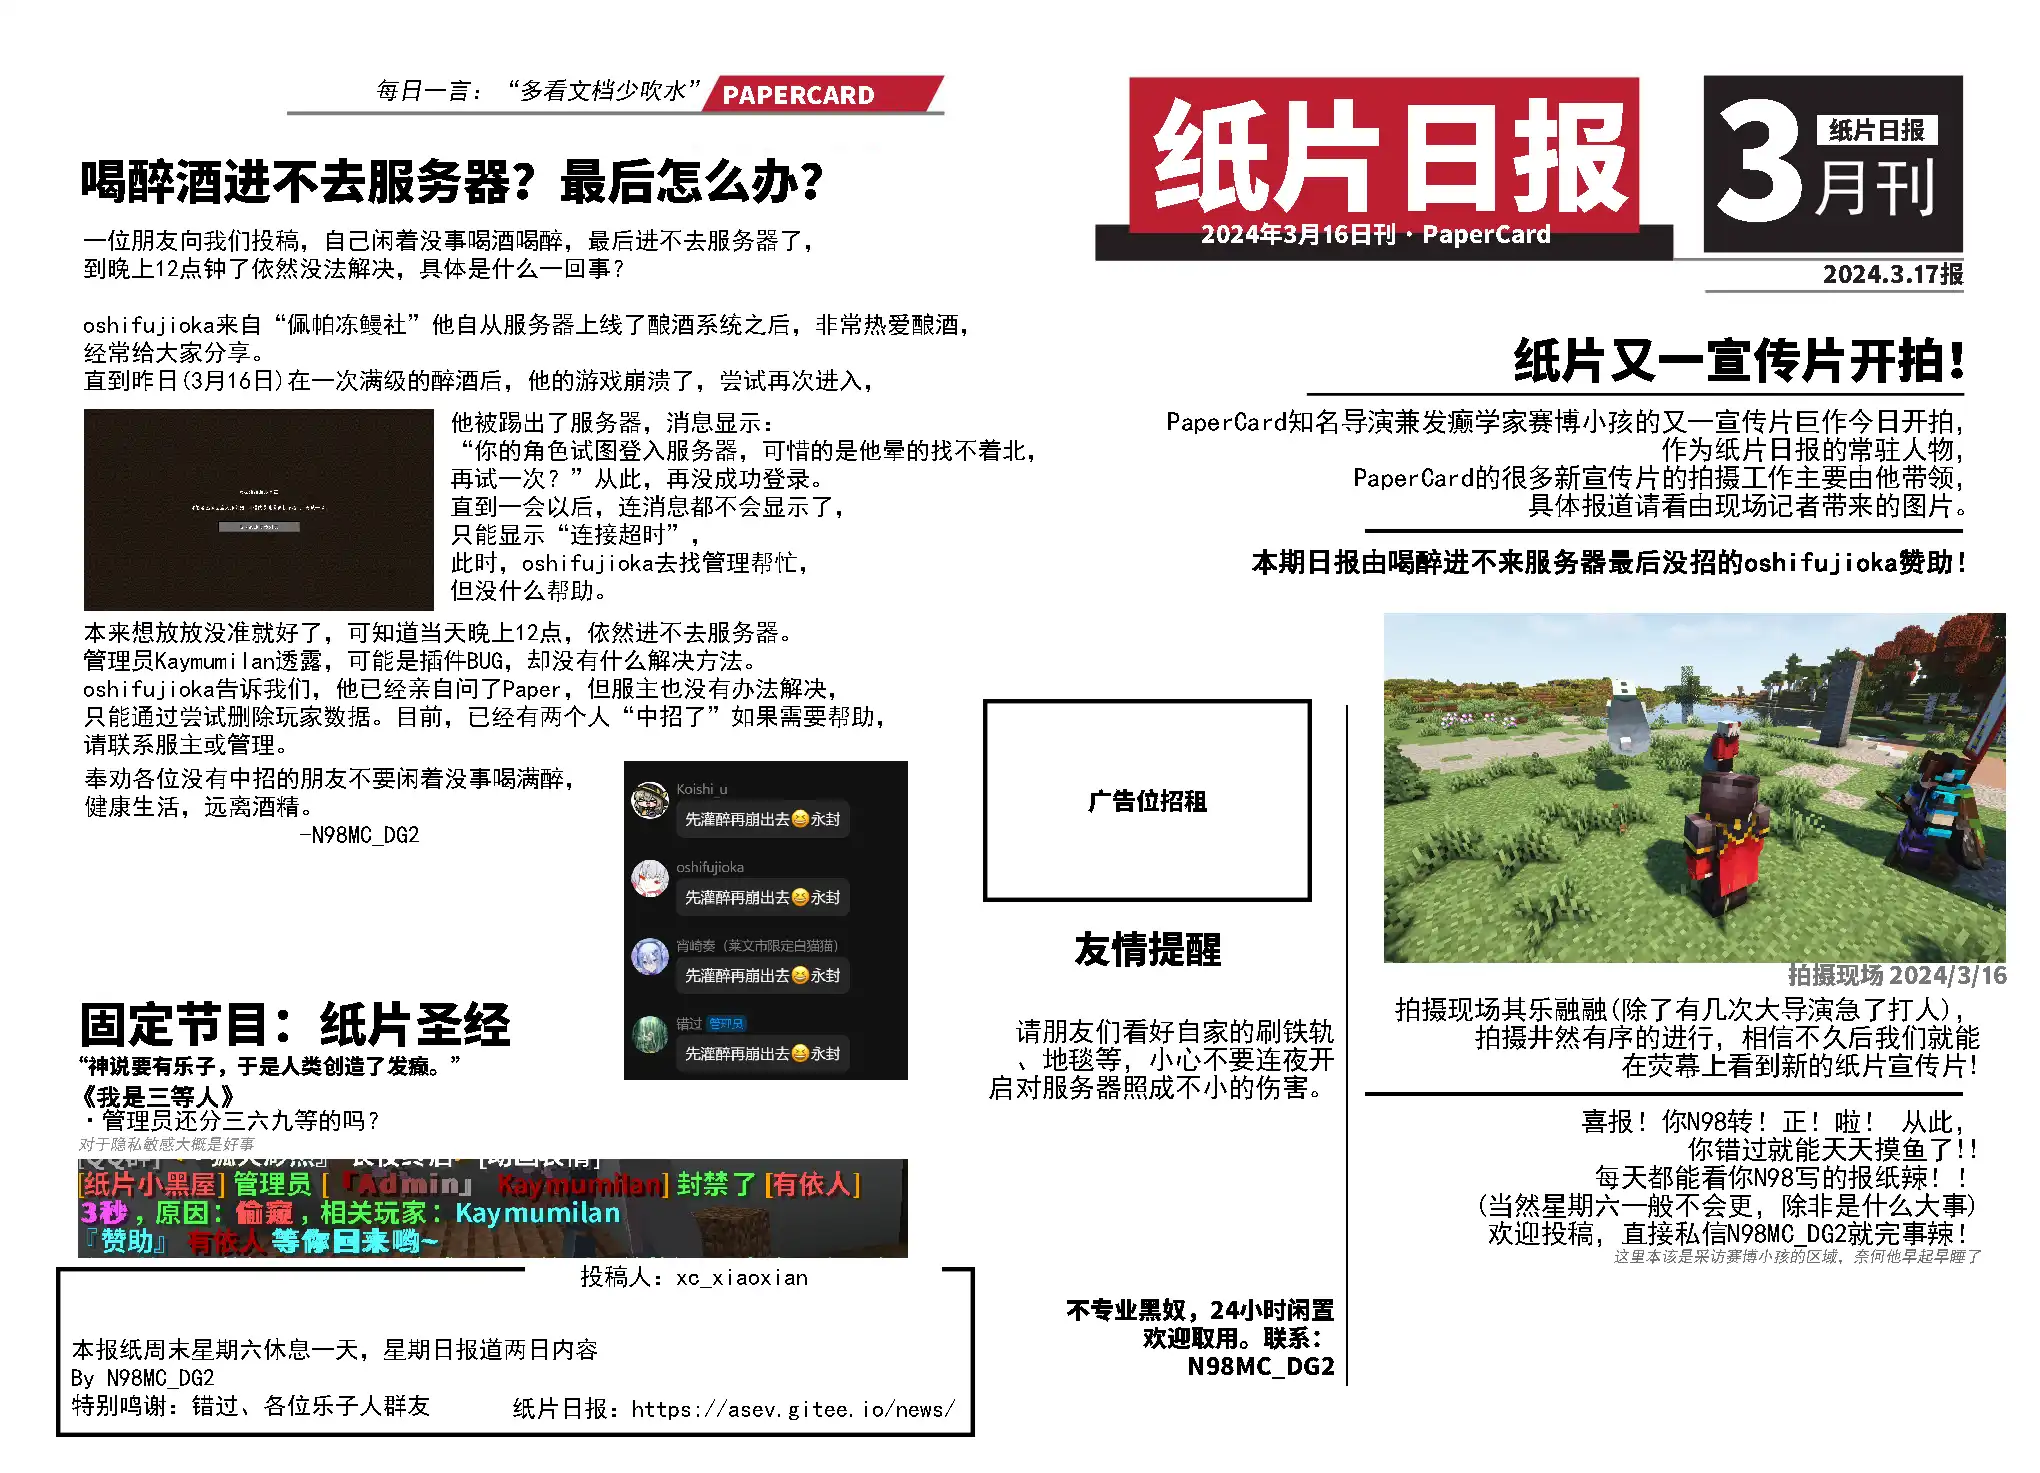 每日一言：“多看文档少吹水”
PAPERCARD
喝醉酒进不去服务器？最后怎么办？
一位朋友向我们投稿，自己闲着没事喝酒喝醉，最后进不去服务器了，
到晚上12点钟了依然没法解决，具体是什么一回事？
oshifujioka来自“佩帕冻鳗社”他自从服务器上线了酿酒系统之后，非常热爱酿酒，
经常给大家分享。
直到昨日(3月16日)在一次满级的醉酒后，他的游戏崩溃了，尝试再次进入，
他被踢出了服务器，消息显示：
“你的角色试图登入服务器，可惜的是他晕的找不着北，
再试一次？”从此，再没成功登录。
直到一会以后，连消息都不会显示了，
只能显示“连接超时”，
此时，oshifujioka去找管理帮忙，
但没什么帮助。
本来想放放没准就好了，可知道当天晚上12点，依然进不去服务器。
管理员Kaymumilan透露，可能是插件BUG，却没有什么解决方法。
oshifujioka告诉我们，他已经亲自问了Paper，但服主也没有办法解决，
只能通过尝试删除玩家数据。目前，已经有两个人“中招了”如果需要帮助，
请联系服主或管理。
奉劝各位没有中招的朋友不要闲着没事喝满醉，
健康生活，远离酒精。
-N98MC_DG2
Koishi_u
先灌醉再崩出去😆永封
oshifujioka
先灌醉再崩出去😆永封
宵崎奏（莱文市限定白猫猫）
先灌醉再崩出去😆永封
错过 管理员
先灌醉再崩出去😆永封
固定节目：纸片圣经
“神说要有乐子，于是人类创造了发癫。”
《我是三等人》
·管理员还分三六九等的吗？
对于隐私敏感大概是好事
[纸片小黑屋] 管理员 [ 『Admin』 Kaymumilan] 封禁了 [有依人]
3秒 , 原因：偷窥 , 相关玩家：Kaymumilan
『赞助』 有依人 等你回来哟~
投稿人：xc_xiaoxian
本报纸周末星期六休息一天，星期日报道两日内容
By N98MC_DG2
特别鸣谢：错过、各位乐子人群友
纸片日报：https://asev.gitee.io/news/
纸片日报
2024年3月16日刊·PaperCard
3
纸片日报
月刊
2024.3.17报
纸片又一宣传片开拍！
PaperCard知名导演兼发癫学家赛博小孩的又一宣传片巨作今日开拍，
作为纸片日报的常驻人物，
PaperCard的很多新宣传片的拍摄工作主要由他带领，
具体报道请看由现场记者带来的图片。
本期日报由喝醉进不来服务器最后没招的oshifujioka赞助！
广告位招租
友情提醒
请朋友们看好自家的刷铁轨
、地毯等，小心不要连夜开
启对服务器照成不小的伤害。
不专业黑奴，24小时闲置
欢迎取用。联系：
N98MC_DG2
拍摄现场 2024/3/16
拍摄现场其乐融融(除了有几次大导演急了打人)，
拍摄井然有序的进行，相信不久后我们就能
在荧幕上看到新的纸片宣传片！
喜报！你N98转！正！啦！ 从此，
你错过就能天天摸鱼了！！
每天都能看你N98写的报纸辣！！
(当然星期六一般不会更，除非是什么大事)
欢迎投稿，直接私信N98MC_DG2就完事辣！
这里本该是采访赛博小孩的区域，奈何他早起早睡了